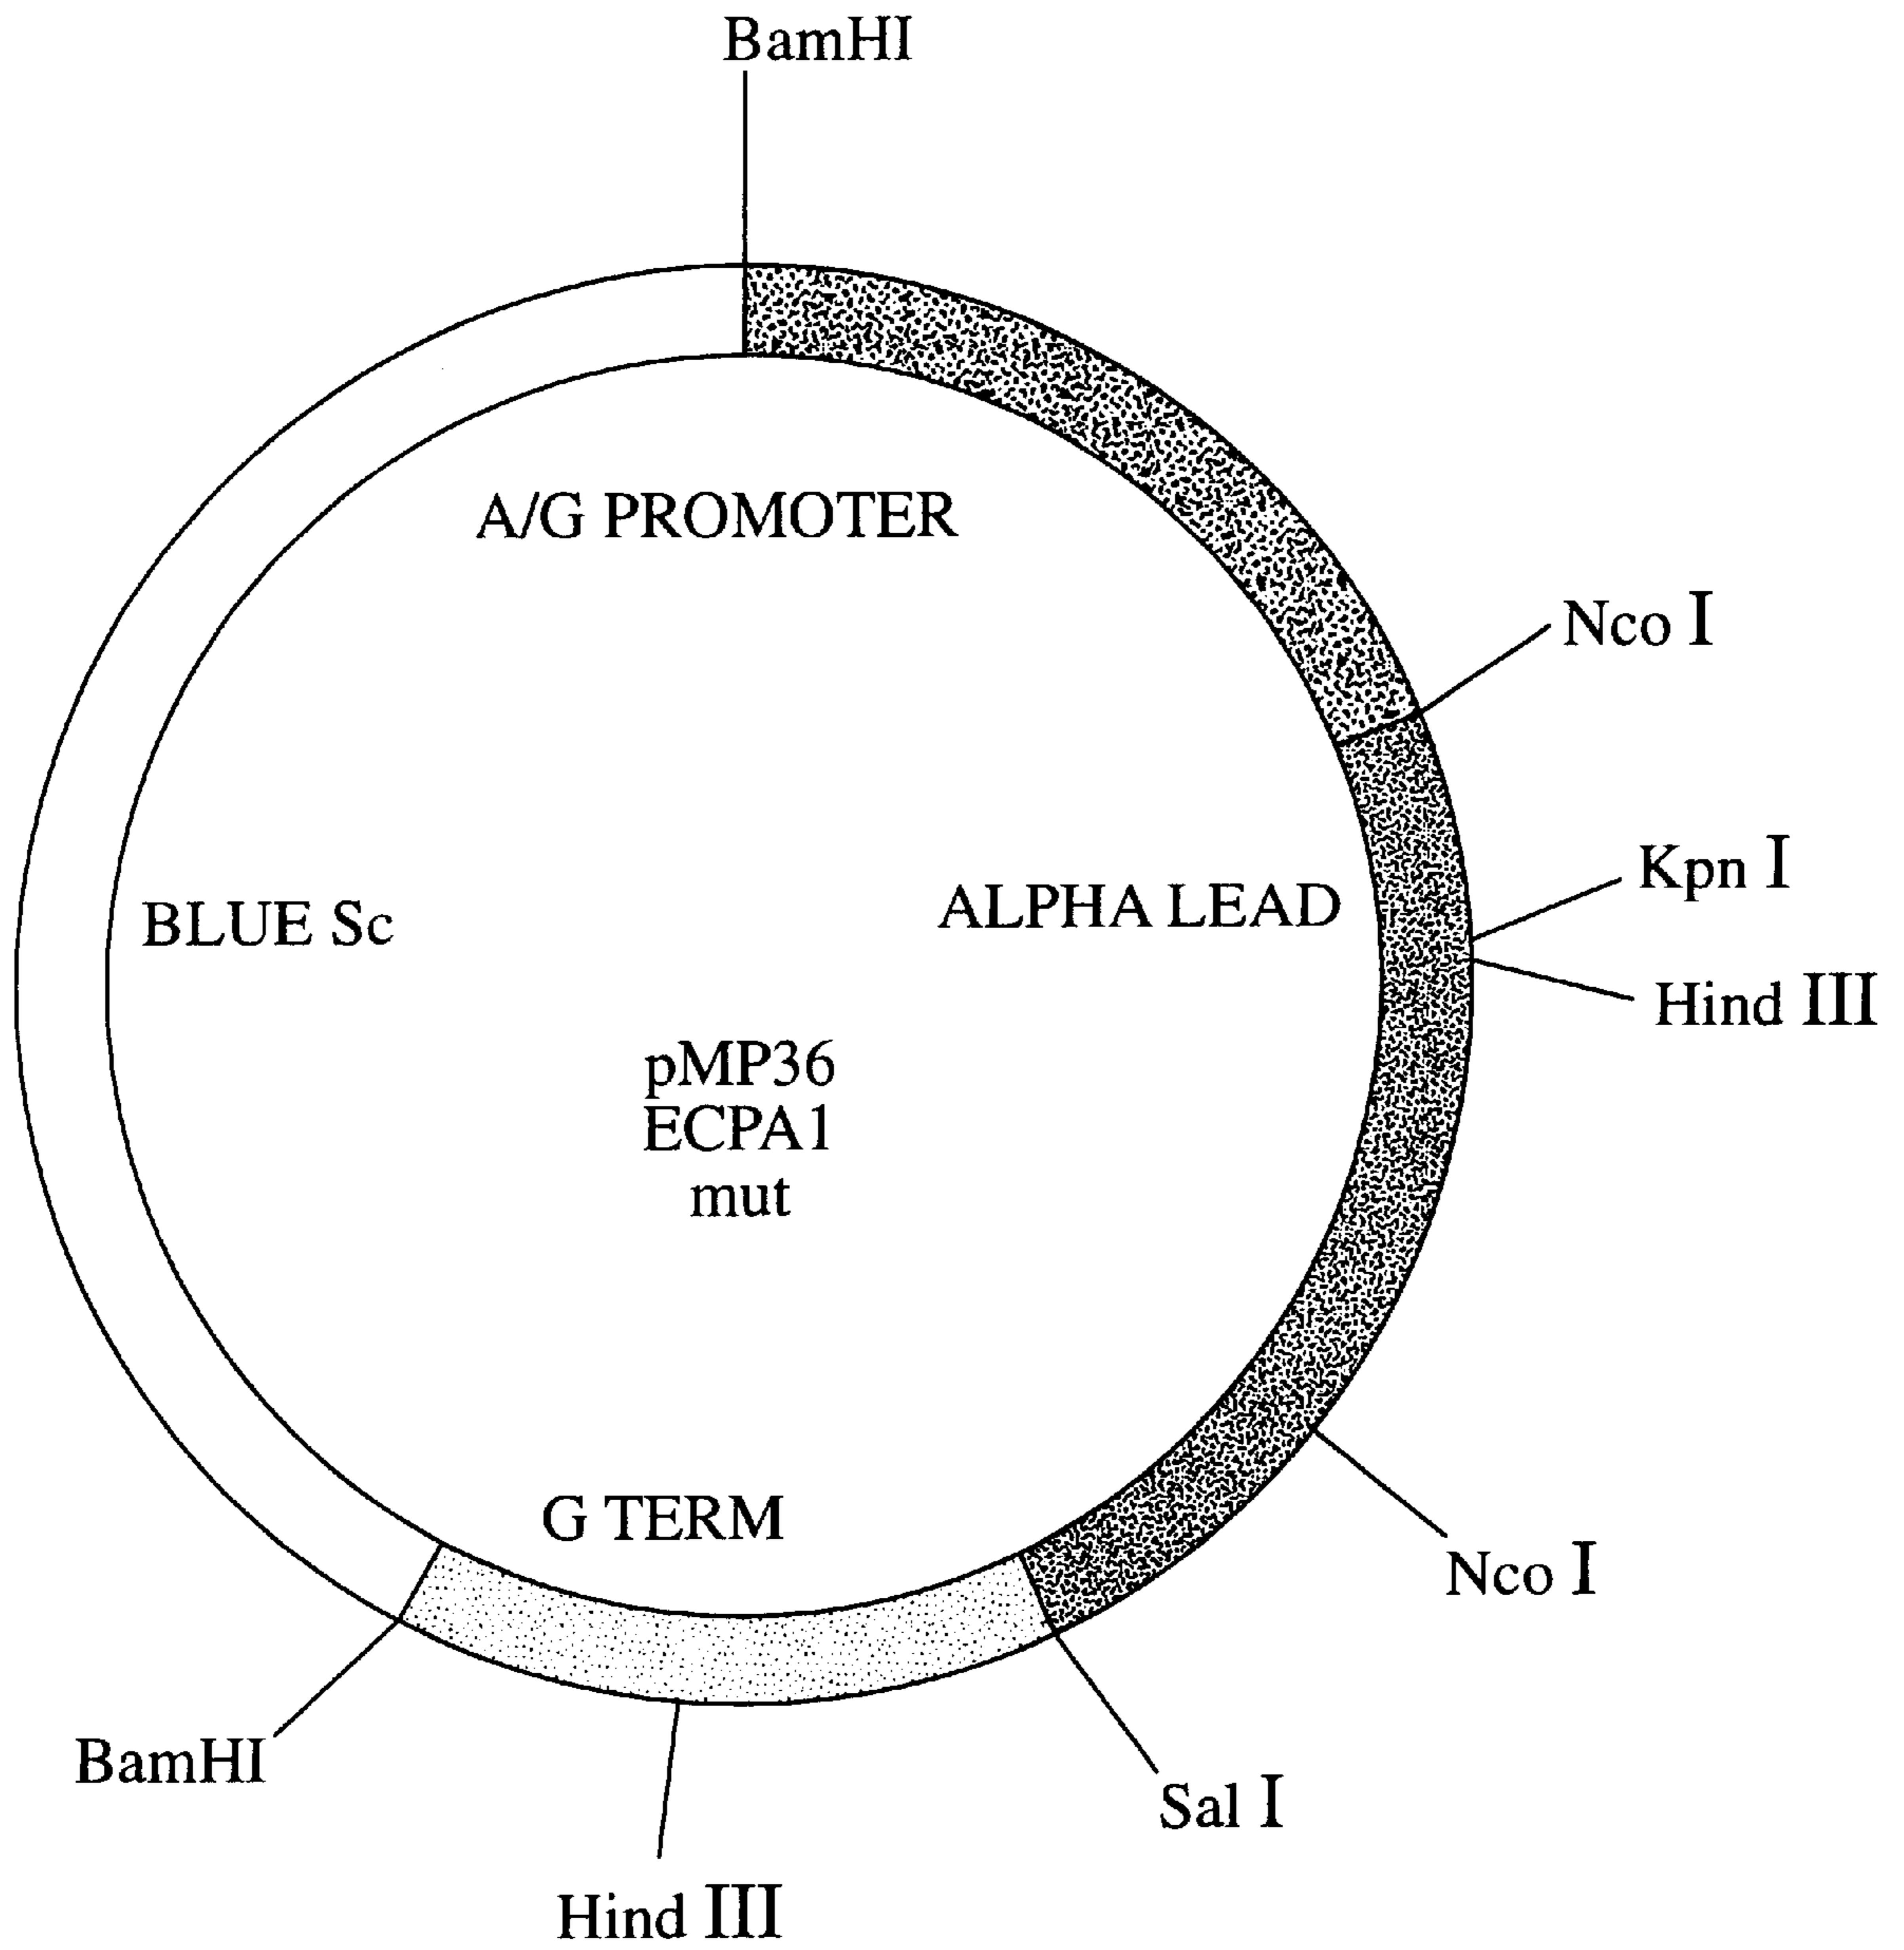 BamHI
A/G PROMOTER
Nco I
Kpn I
ALPHA LEAD
BLUE Sc
Hind III
pMP36
ECPA1
mut
G TERM
Nco I
BamHI
Sal I
Hind III